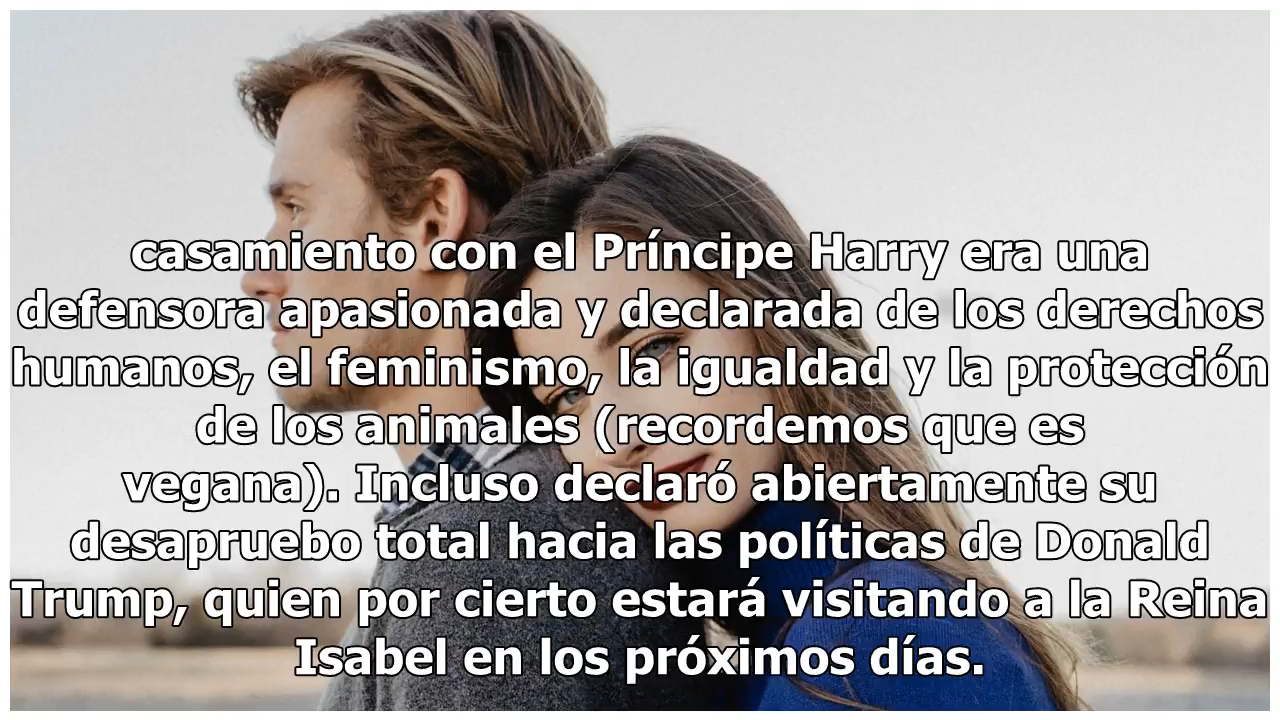 casamiento con el Príncipe Harry era una
defensora apasionada y declarada de los derechos
humanos, el feminismo, la igualdad y la protección
de los animales (recordemos que es
vegana). Incluso declaró abiertamente su
desapruebo total hacia las políticas de Donald
Trump, quien por cierto estará visitando a la Reina
Isabel en los próximos días.